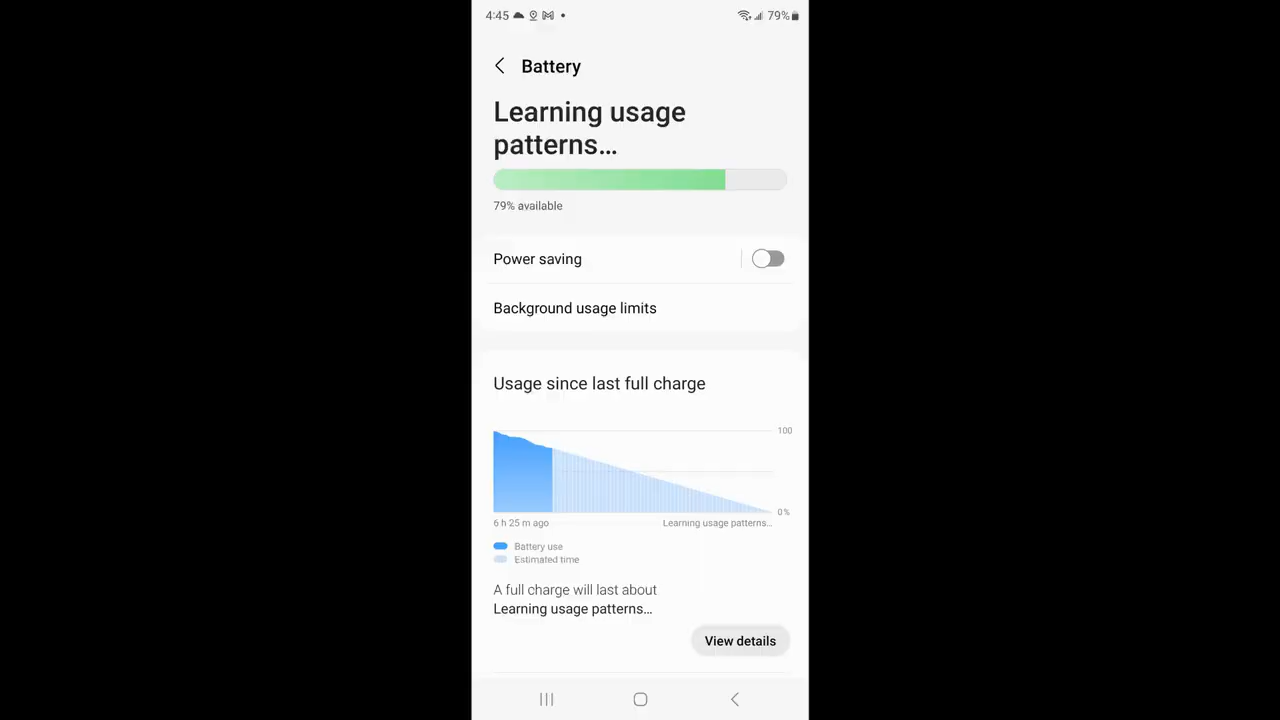 4:45
79%
Battery
Learning usage
patterns...
79% available
Power saving
Background usage limits
Usage since last full charge
100
0%
6 h 25 m ago
Learning usage patterns...
Battery use
Estimated time
A full charge will last about
Learning usage patterns...
View details